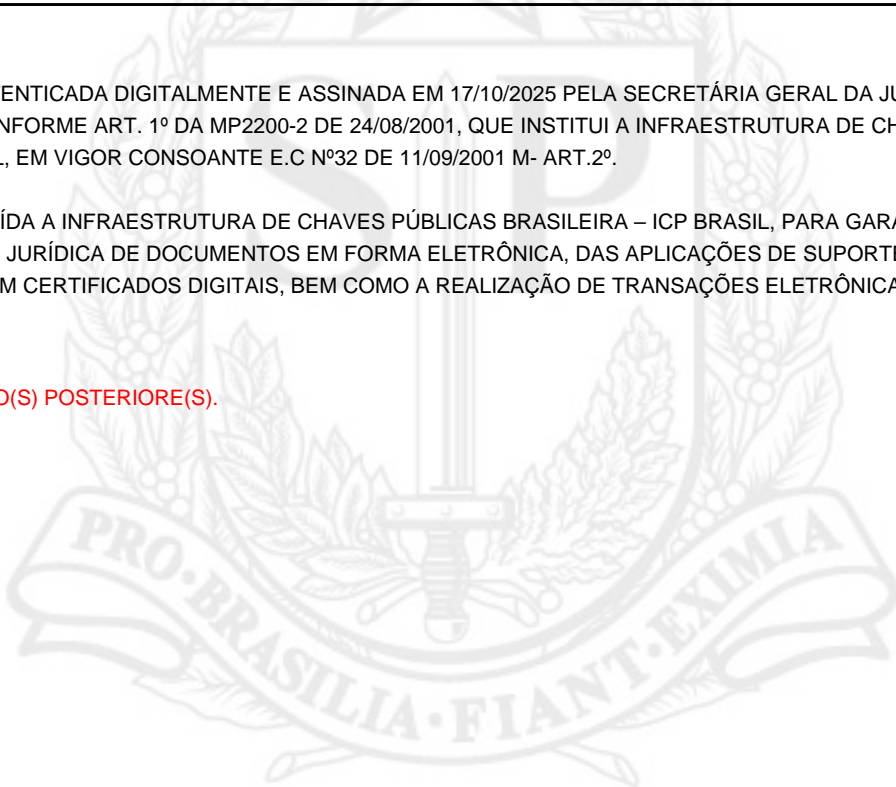 ENTICADA DIGITALMENTE E ASSINADA EM 17/10/2025 PELA SECRETÁRIA GERAL DA JU
NFORME ART. 1º DA MP2200-2 DE 24/08/2001, QUE INSTITUI A INFRAESTRUTURA DE CH
L, EM VIGOR CONSOANTE E.C Nº32 DE 11/09/2001 M- ART.2º.
ÍDA A INFRAESTRUTURA DE CHAVES PÚBLICAS BRASILEIRA – ICP BRASIL, PARA GARA
JURÍDICA DE DOCUMENTOS EM FORMA ELETRÔNICA, DAS APLICAÇÕES DE SUPORTE
M CERTIFICADOS DIGITAIS, BEM COMO A REALIZAÇÃO DE TRANSAÇÕES ELETRÔNICA
O(S) POSTERIORE(S).
SP
PRO·BRASILIA·FIANT·EXIMIA